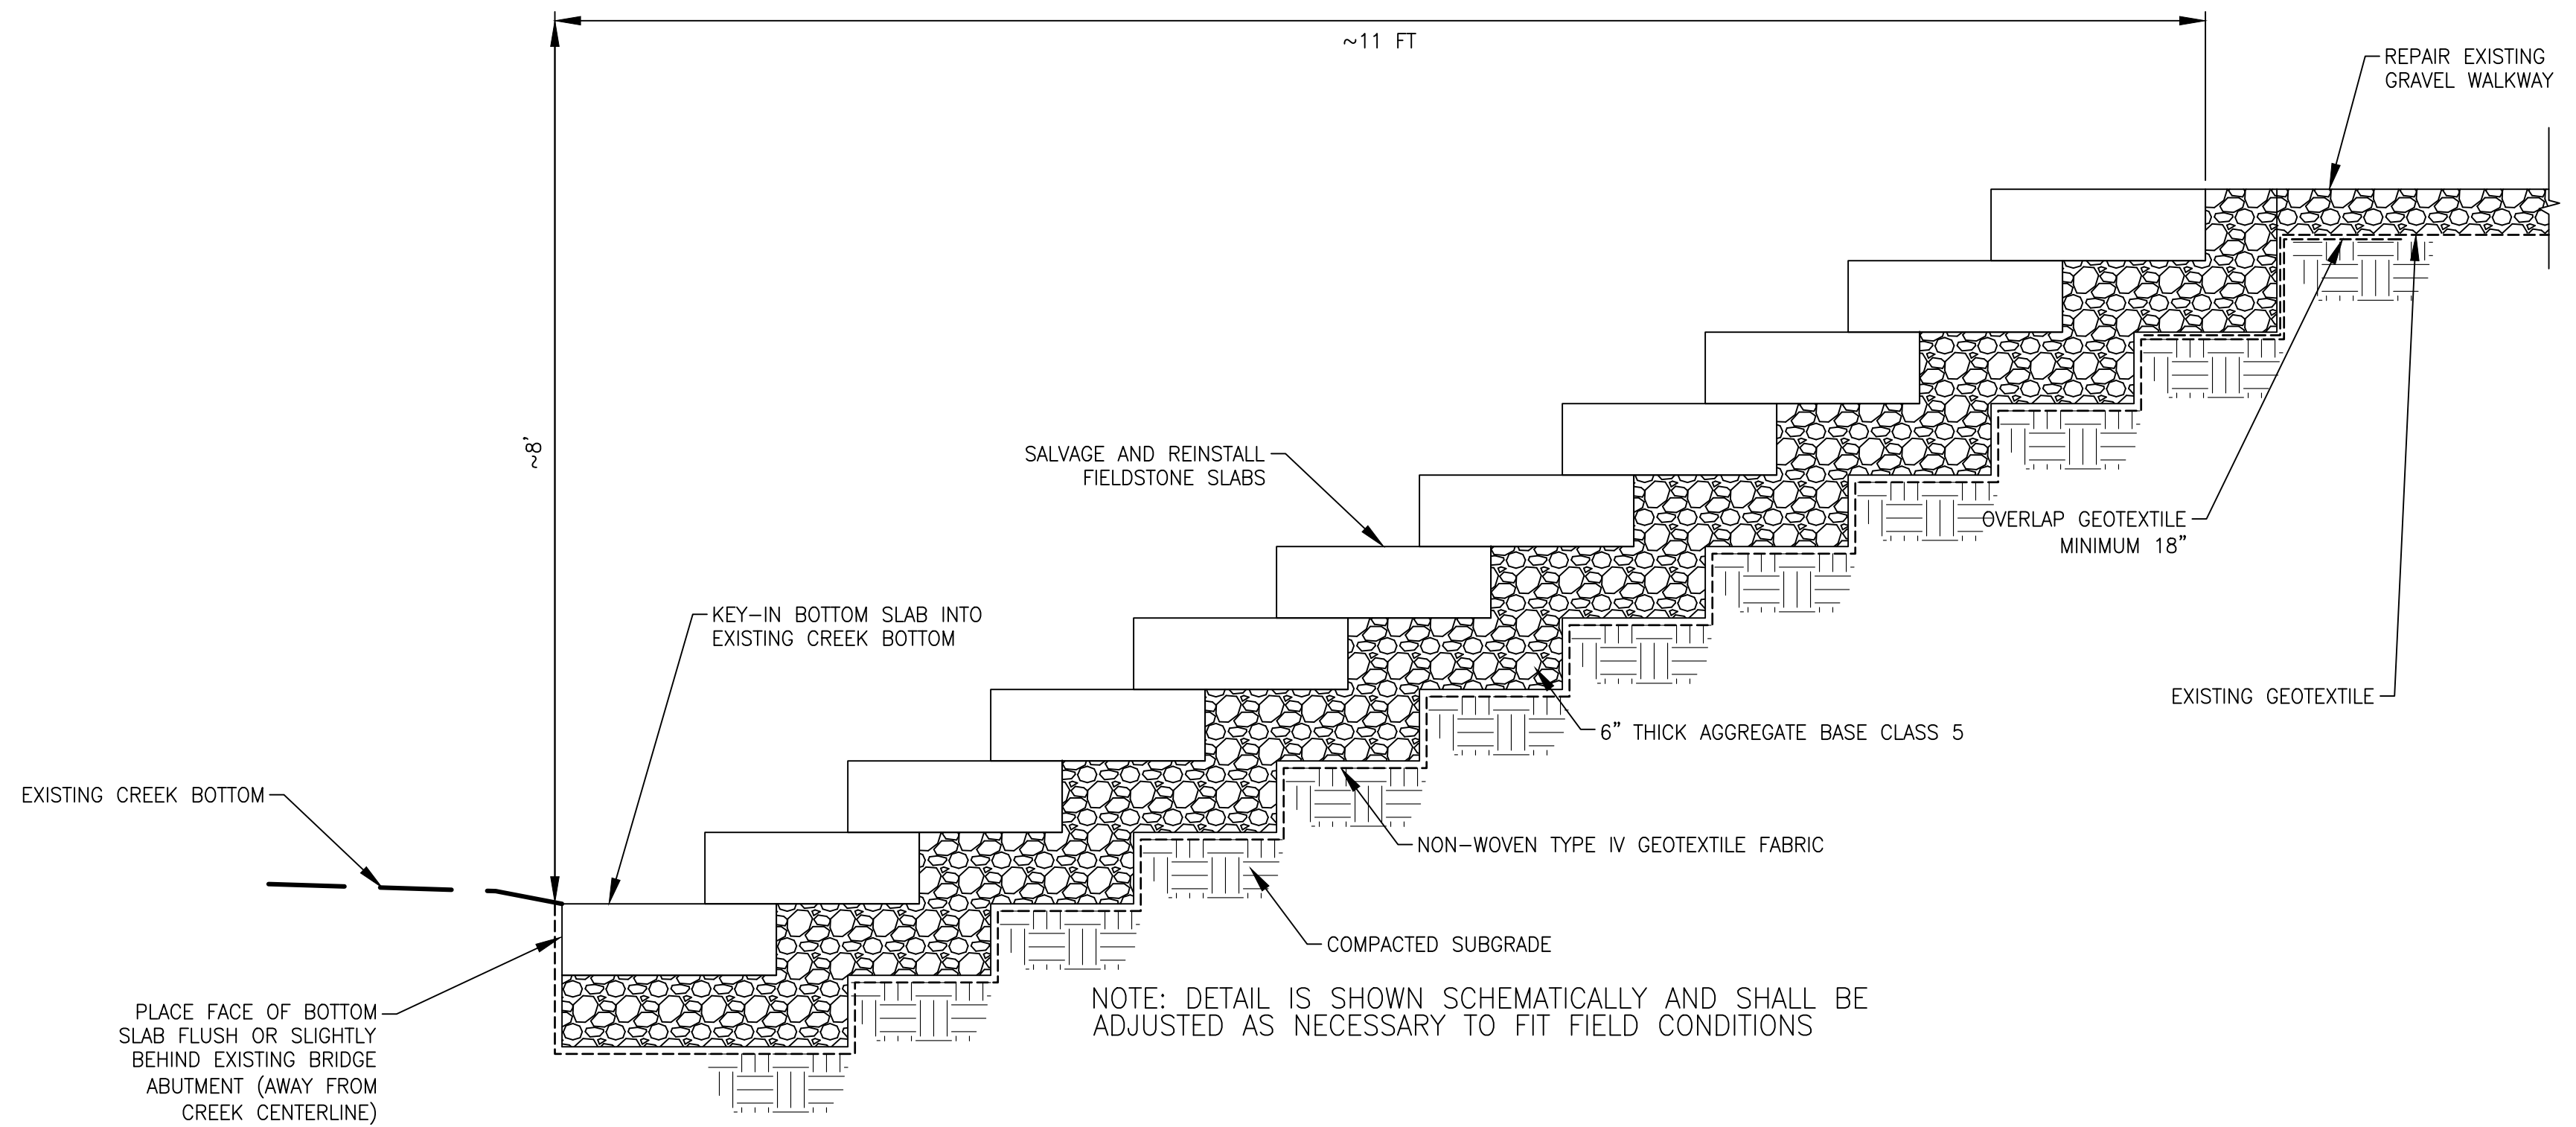 ~11 FT
REPAIR EXISTING
GRAVEL WALKWAY
~8'
SALVAGE AND REINSTALL
FIELDSTONE SLABS
OVERLAP GEOTEXTILE
MINIMUM 18"
KEY-IN BOTTOM SLAB INTO
EXISTING CREEK BOTTOM
EXISTING GEOTEXTILE
6" THICK AGGREGATE BASE CLASS 5
EXISTING CREEK BOTTOM
NON-WOVEN TYPE IV GEOTEXTILE FABRIC
COMPACTED SUBGRADE
PLACE FACE OF BOTTOM
SLAB FLUSH OR SLIGHTLY
BEHIND EXISTING BRIDGE
ABUTMENT (AWAY FROM
CREEK CENTERLINE)
NOTE: DETAIL IS SHOWN SCHEMATICALLY AND SHALL BE
ADJUSTED AS NECESSARY TO FIT FIELD CONDITIONS